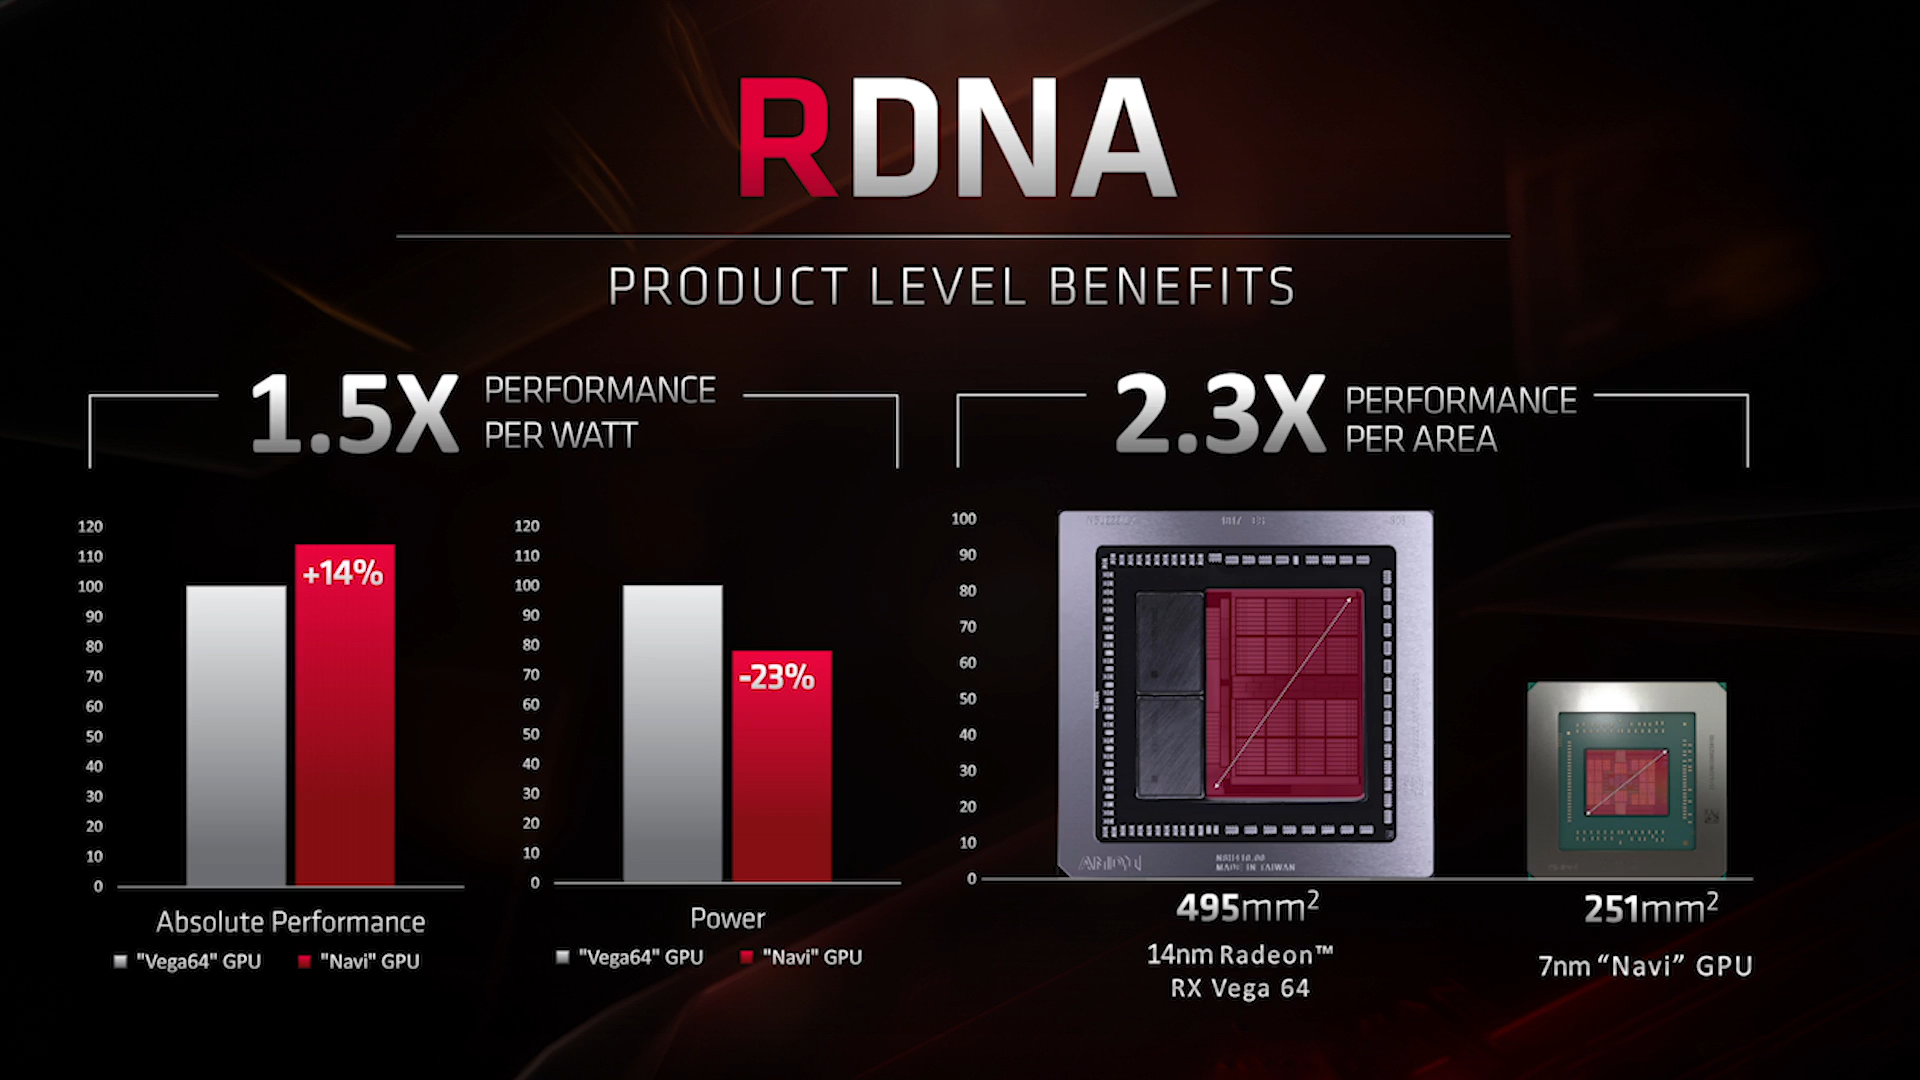 RDNA
PRODUCT LEVEL BENEFITS
1.5X
PERFORMANCE
PER WATT
120
110
100
90
80
70
60
50
40
30
20
10
0
+14%
Absolute Performance
"Vega64" GPU
"Navi" GPU
120
110
100
90
80
70
60
50
40
30
20
10
0
-23%
Power
"Vega64" GPU
"Navi" GPU
2.3X
PERFORMANCE
PER AREA
100
90
80
70
60
50
40
30
20
10
0
MADE IN TAIWAN
495mm²
14nm Radeon™
RX Vega 64
251mm²
7nm “Navi” GPU